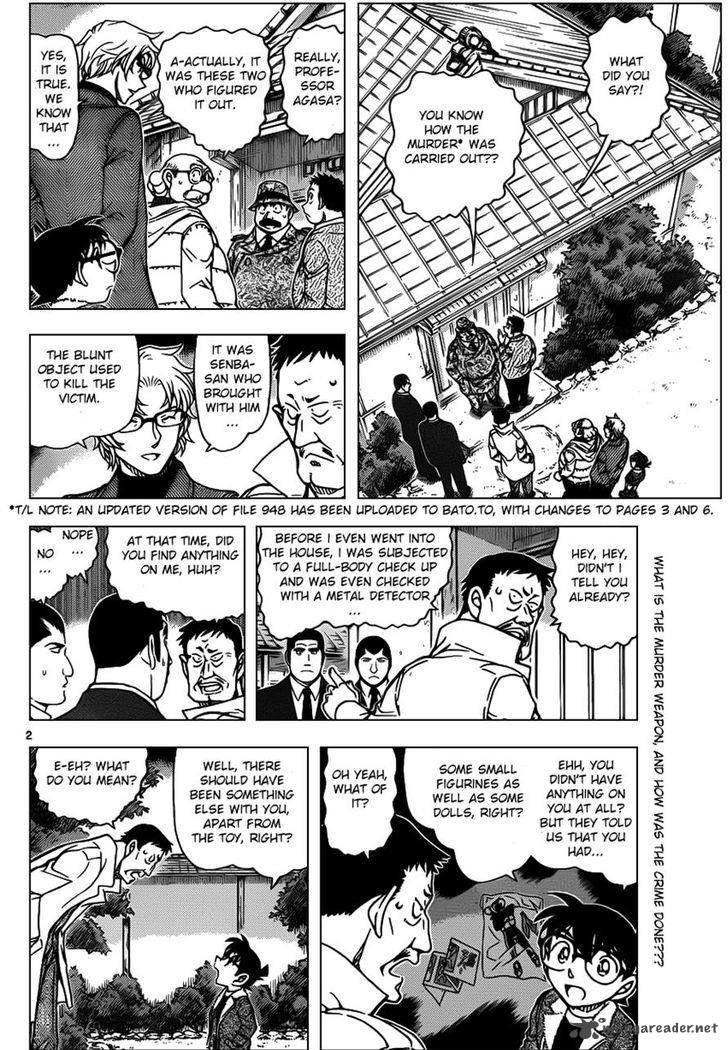 WHAT
DID YOU
SAY?!
YOU KNOW
HOW THE
MURDER* WAS
CARRIED OUT??
REALLY,
PROFE-
SSOR
AGASA?
A-ACTUALLY, IT
WAS THESE TWO
WHO FIGURED
IT OUT.
YES,
IT IS
TRUE.
WE
KNOW
THAT
...
IT WAS
SENBA-
SAN WHO
BROUGHT
WITH HIM
...
THE BLUNT
OBJECT USED
TO KILL THE
VICTIM.
*T/L NOTE: AN UPDATED VERSION OF FILE 948 HAS BEEN UPLOADED TO BATO.TO, WITH CHANGES TO PAGES 3 AND 6.
HEY, HEY,
DIDN'T I
TELL YOU
ALREADY?
BEFORE I EVEN WENT INTO
THE HOUSE, I WAS SUBJECTED
TO A FULL-BODY CHECK UP
AND WAS EVEN CHECKED
WITH A METAL DETECTOR...
AT THAT TIME, DID
YOU FIND ANYTHING
ON ME, HUH?
NOPE
...
NO
...
WHAT IS THE MURDER WEAPON, AND HOW WAS THE CRIME DONE???
2
EHH, YOU
DIDN'T HAVE
ANYTHING ON
YOU AT ALL?
BUT THEY TOLD
US THAT YOU
HAD...
SOME SMALL
FIGURINES
AS WELL AS SOME
DOLLS, RIGHT?
OH YEAH,
WHAT OF
IT?
WELL, THERE
SHOULD HAVE
BEEN SOMETHING
ELSE WITH YOU,
APART FROM
THE TOY, RIGHT?
E-EH? WHAT
DO YOU MEAN?